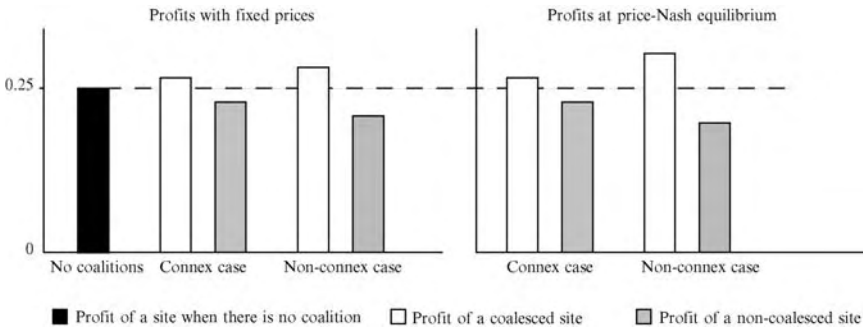 Profits with fixed prices
Profits at price-Nash equilibrium
0.25
0
No coalitions Connex case Non-connex case
Connex case Non-connex case
Profit of a site when there is no coalition Profit of a coalesced site Profit of a non-coalesced site